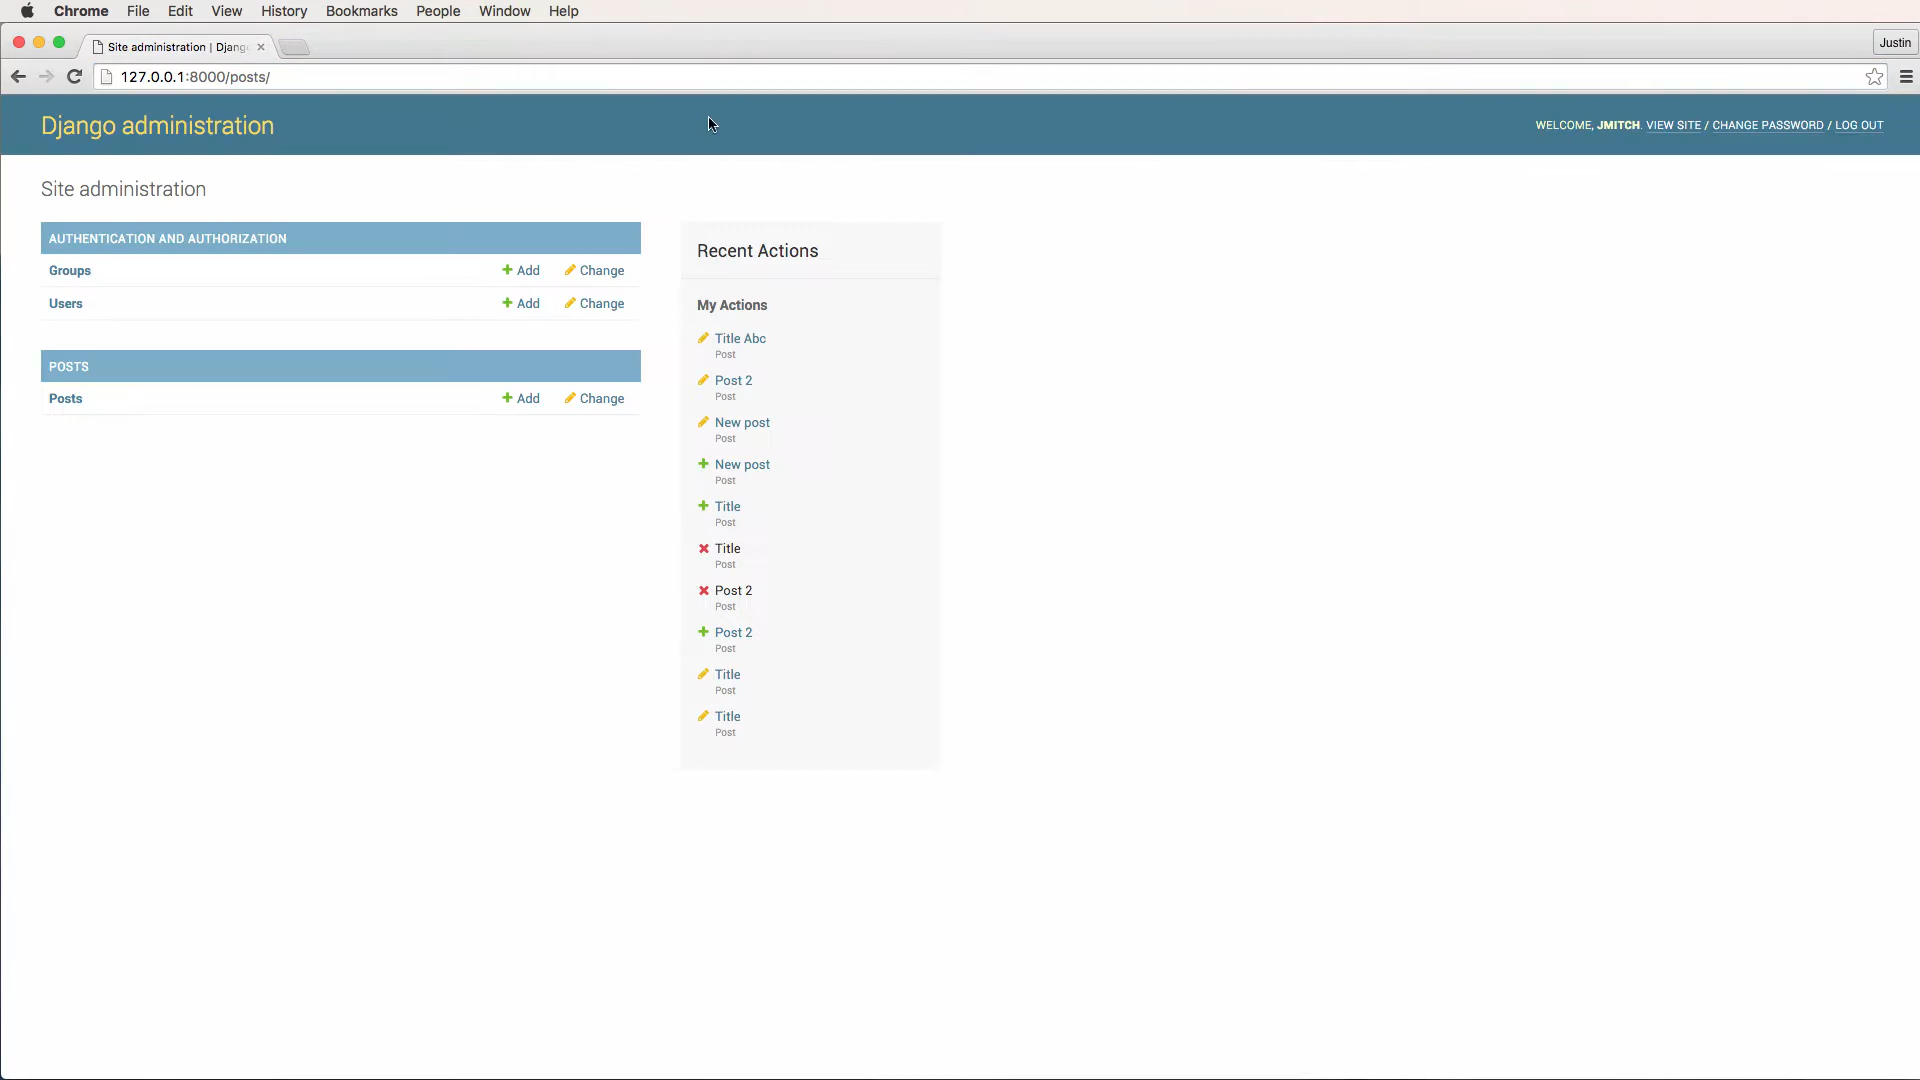 Chrome File Edit View History Bookmarks People Window Help
Site administration | Djang
Justin
127.0.0.1:8000/posts/
Django administration
WELCOME, JMITCH. VIEW SITE / CHANGE PASSWORD / LOG OUT
Site administration
AUTHENTICATION AND AUTHORIZATION
Groups Add Change
Users Add Change
POSTS
Posts Add Change
Recent Actions
My Actions
Title Abc
Post
Post 2
Post
New post
Post
New post
Post
Title
Post
Title
Post
Post 2
Post
Post 2
Post
Title
Post
Title
Post